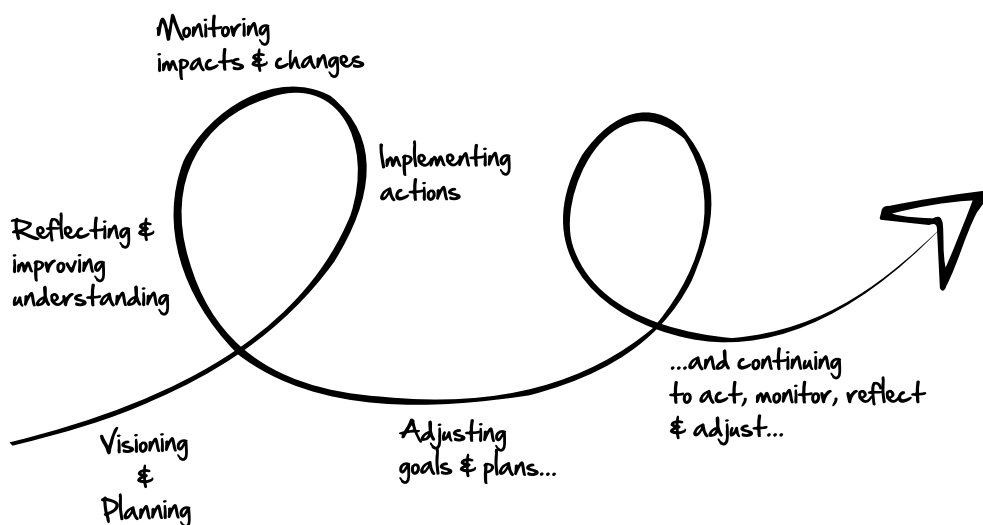 Monitoring
impacts & changes
Implementing
actions
Reflecting &
improving
understanding
Visioning
&
Planning
Adjusting
goals & plans...
...and continuing
to act, monitor, reflect
& adjust...